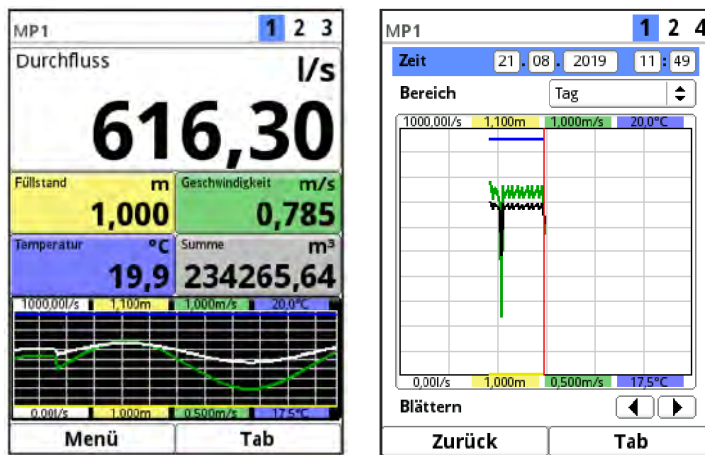 MP1 1 2 3
Durchfluss l/s
616,30
Füllstand m Geschwindigkeit m/s
1,000 0,785
Temperatur °C Summe m³
19,9 234265,64
1000,00l/s 1,100m 1,000m/s 20,0°C
0,00l/s 1,000m 0,500m/s 17,5°C
Menü Tab
MP1 1 2 4
Zeit 21 . 08 . 2019 11 : 49
Bereich Tag
1000,00l/s 1,100m 1,000m/s 20,0°C
0,00l/s 1,000m 0,500m/s 17,5°C
Blättern
Zurück Tab